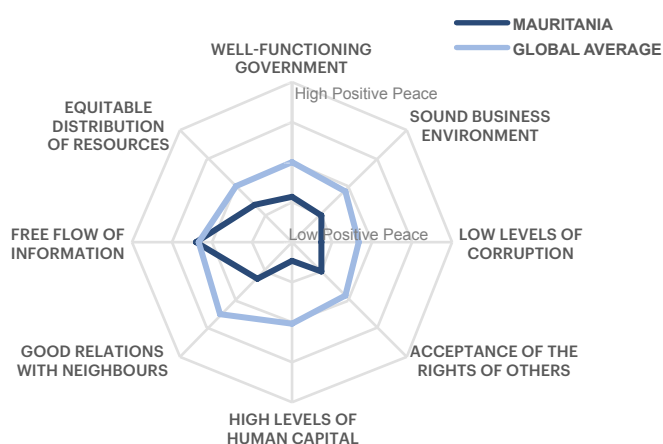 MAURITANIA
GLOBAL AVERAGE
WELL-FUNCTIONING
GOVERNMENT
High Positive Peace
SOUND BUSINESS
ENVIRONMENT
EQUITABLE
DISTRIBUTION
OF RESOURCES
FREE FLOW OF
INFORMATION
Low Positive Peace
LOW LEVELS OF
CORRUPTION
GOOD RELATIONS
WITH NEIGHBOURS
ACCEPTANCE OF THE
RIGHTS OF OTHERS
HIGH LEVELS OF
HUMAN CAPITAL